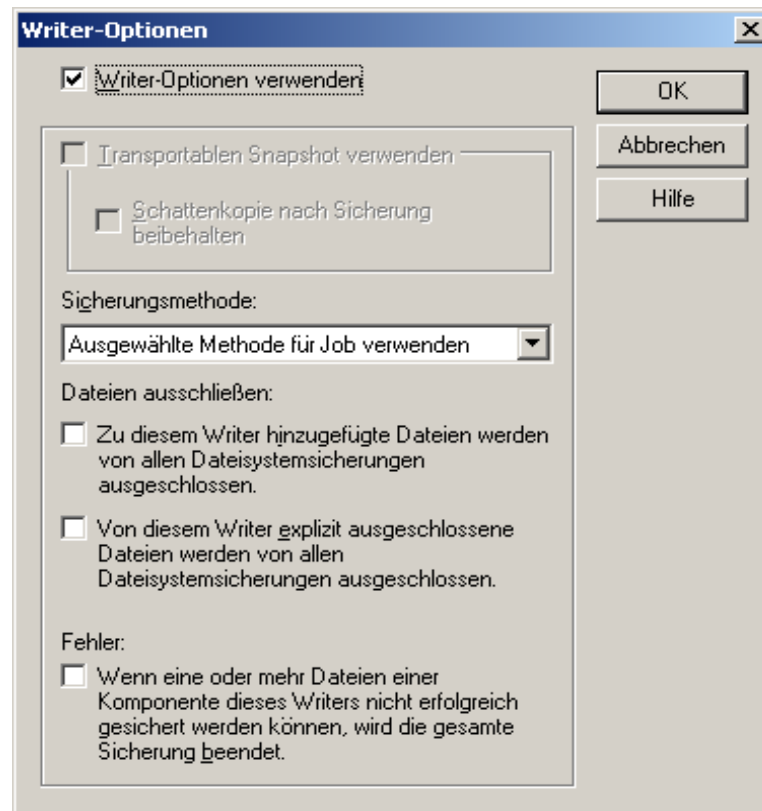 Writer-Optionen
Writer-Optionen verwenden
OK
Abbrechen
Hilfe
Transportablen Snapshot verwenden
Schattenkopie nach Sicherung
beibehalten
Sicherungsmethode:
Ausgewählte Methode für Job verwenden
Dateien ausschließen:
Zu diesem Writer hinzugefügte Dateien werden
von allen Dateisystemsicherungen
ausgeschlossen.
Von diesem Writer explizit ausgeschlossene
Dateien werden von allen
Dateisystemsicherungen ausgeschlossen.
Fehler:
Wenn eine oder mehr Dateien einer
Komponente dieses Writers nicht erfolgreich
gesichert werden können, wird die gesamte
Sicherung beendet.